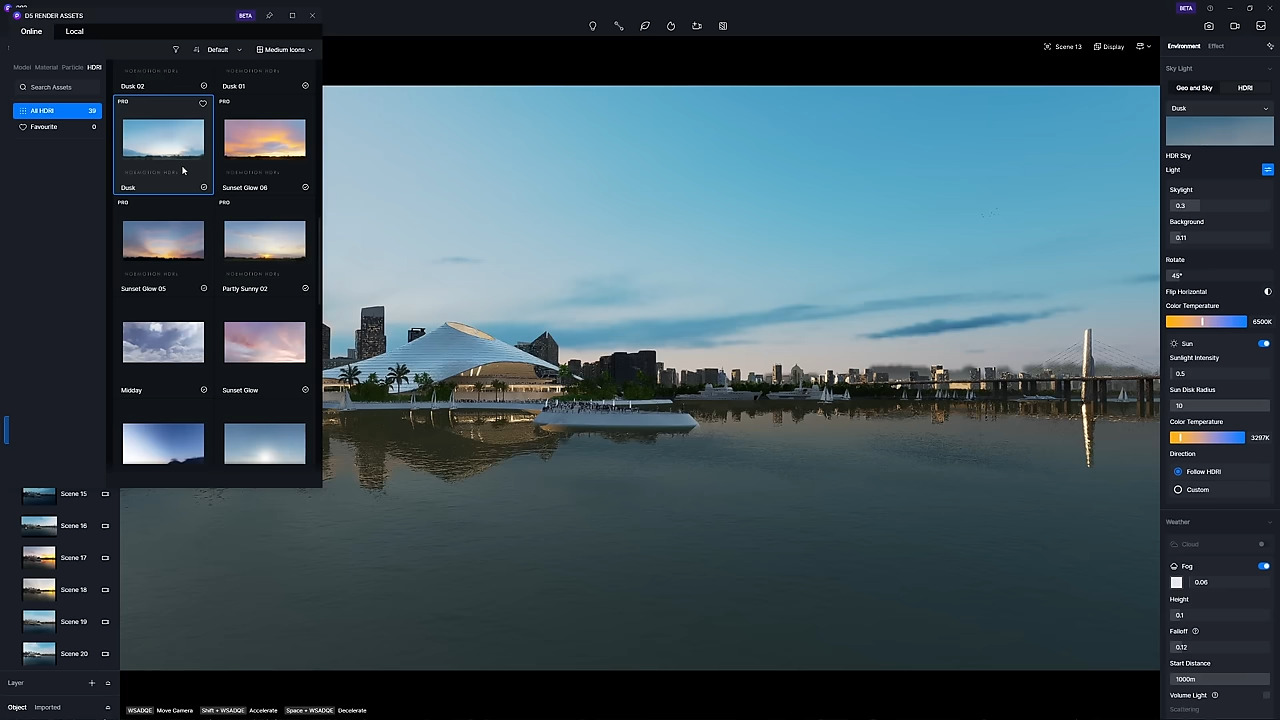 D5 RENDER ASSETS
BETA
Online
Local
Default
Medium Icons
Model
Material
Particle
HDRI
Search Assets
All HDRI
39
Favourite
0
Dusk 02
Dusk 01
PRO
PRO
Dusk
Sunset Glow 06
PRO
PRO
Sunset Glow 05
Partly Sunny 02
Midday
Sunset Glow
Scene 15
Scene 16
Scene 17
Scene 18
Scene 19
Scene 20
Layer
Object
Imported
WSADQE
Move Camera
Shift + WSADQE
Accelerate
Space + WSADQE
Decelerate
Scene 13
Display
BETA
Environment
Effect
Sky Light
Geo and Sky
HDRI
Dusk
HDR Sky
Light
Skylight
0.3
Background
0.11
Rotate
45°
Flip Horizontal
Color Temperature
6500K
Sun
Sunlight Intensity
0.5
Sun Disk Radius
10
Color Temperature
3287K
Direction
Follow HDRI
Custom
Weather
Cloud
Fog
0.06
Height
0.1
Falloff
0.12
Start Distance
1000m
Volume Light
Scattering